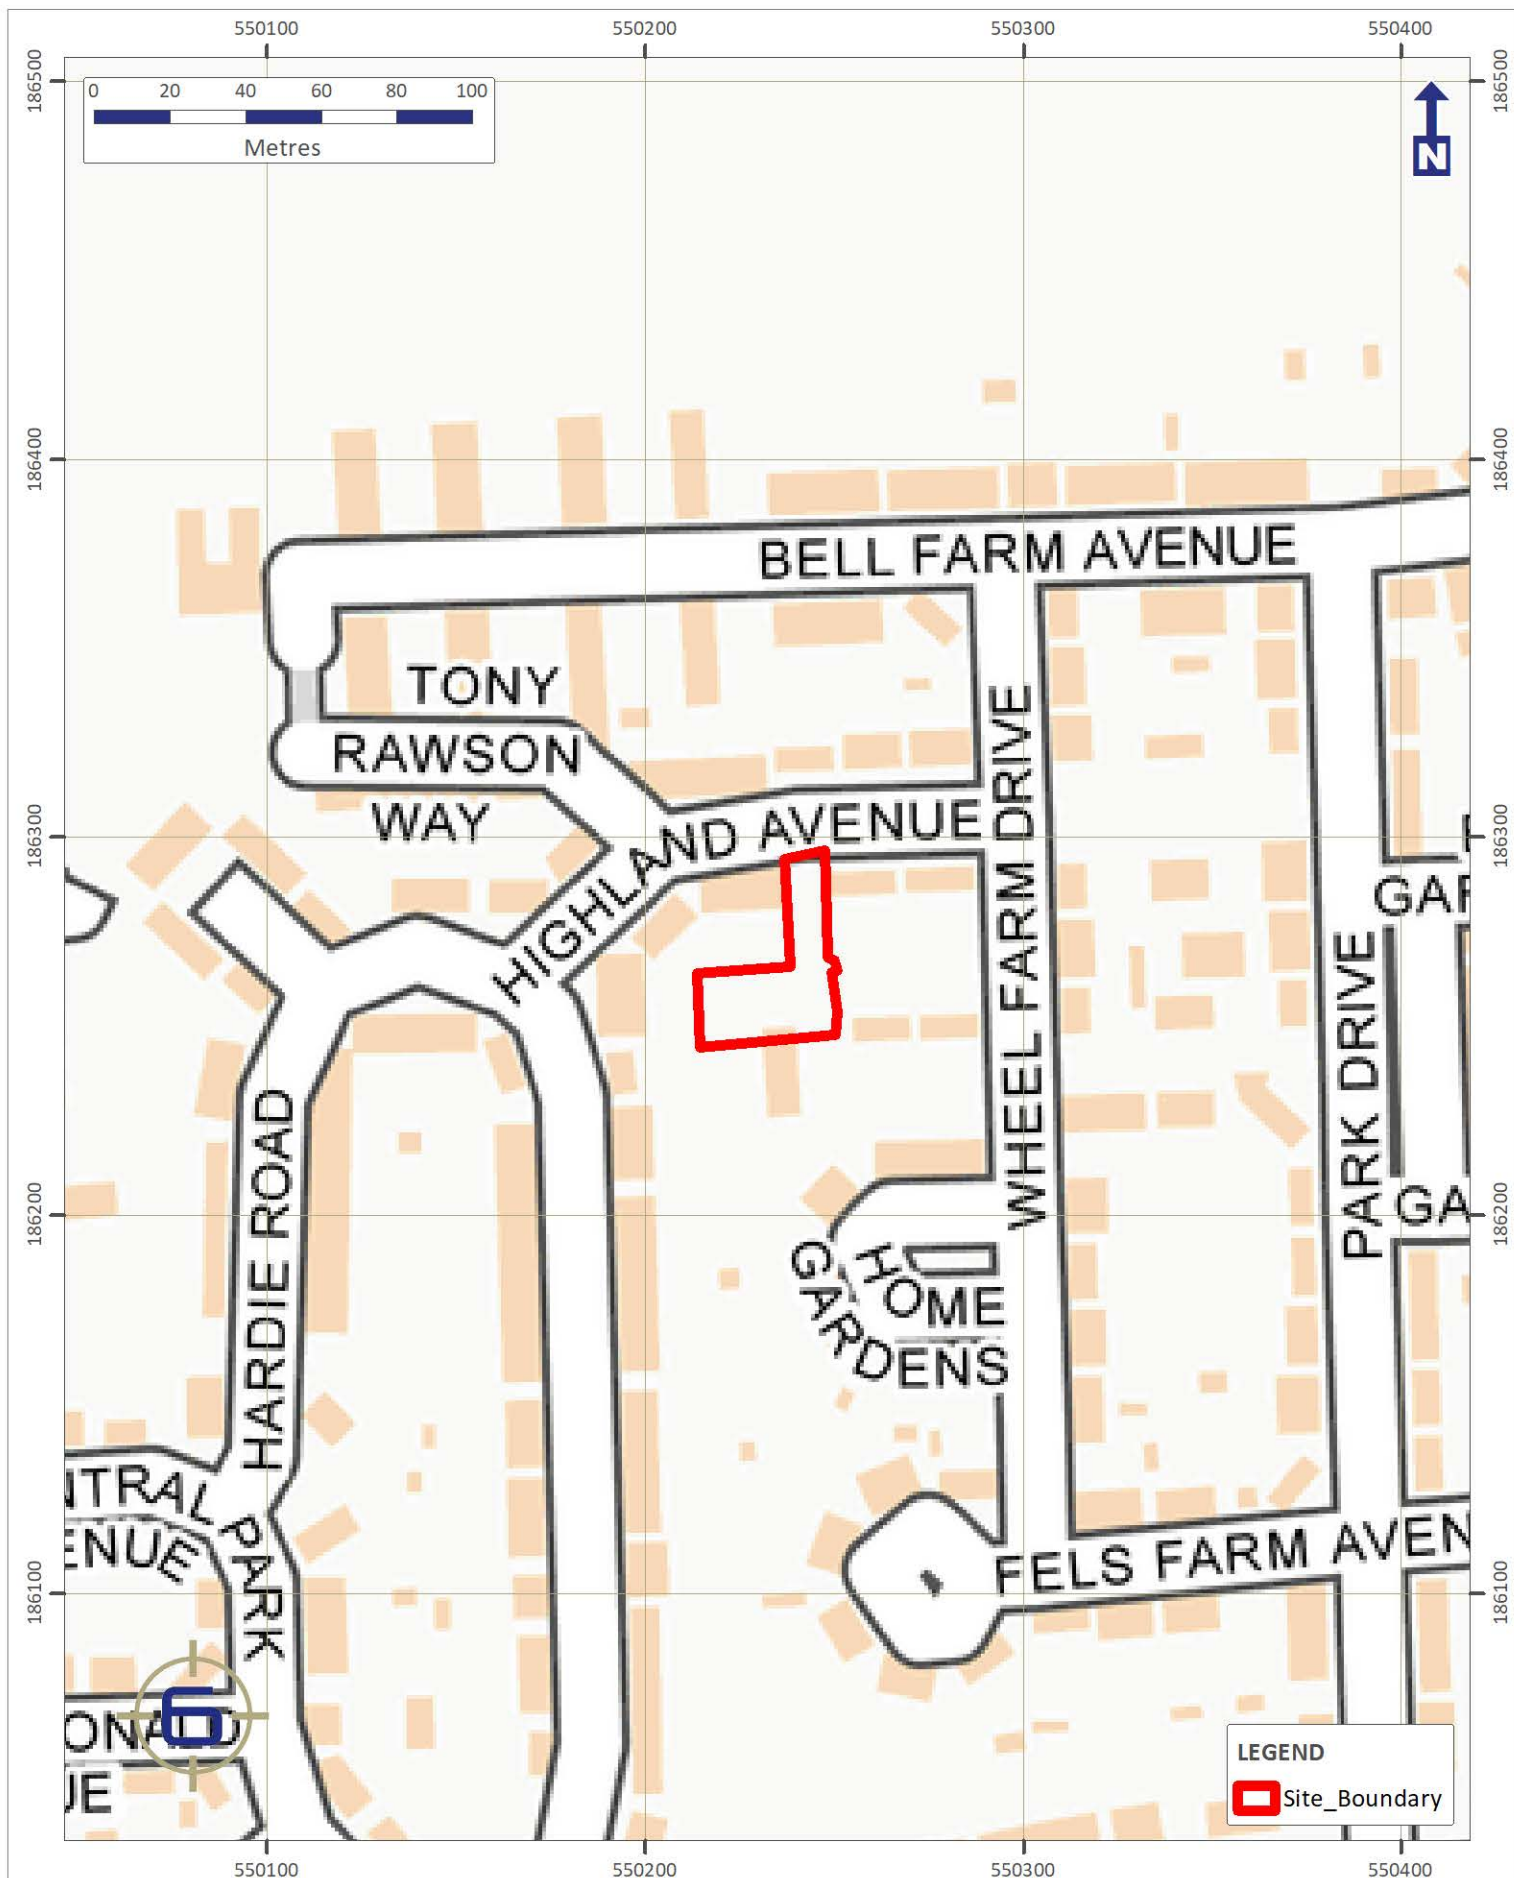 550100 550200 550300 550400
186500 186500
0 20 40 60 80 100
Metres
N
186400 186400
BELL FARM AVENUE
TONY
RAWSON
WAY
HIGHLAND AVENUE
WHEEL FARM DRIVE
186300 186300
GAR
PARK DRIVE
HARDIE ROAD
186200 186200
GA
HOME
GARDENS
NTRAL
ENUE
PARK
FELS FARM AVEN
186100 186100
6
ONALD
UE
LEGEND
Site_Boundary
550100 550200 550300 550400